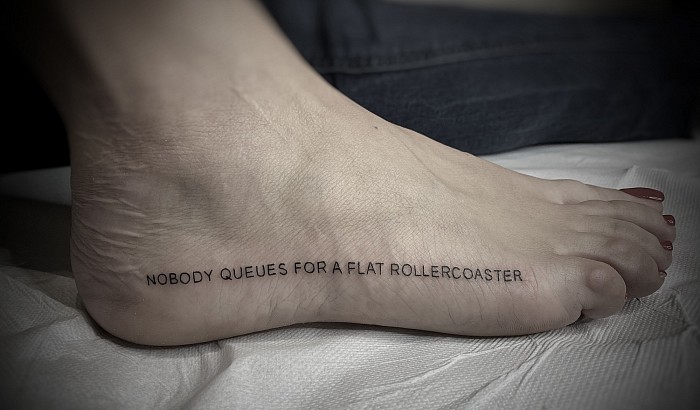 NOBODY QUEUES FOR A FLAT ROLLERCOASTER